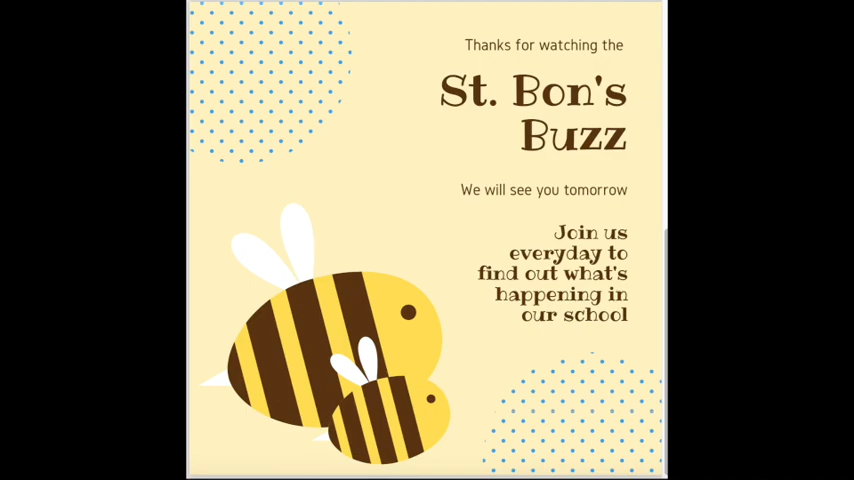 Thanks for watching the
St. Bon's
Buzz
We will see you tomorrow
Join us
everyday to
find out what's
happening in
our school